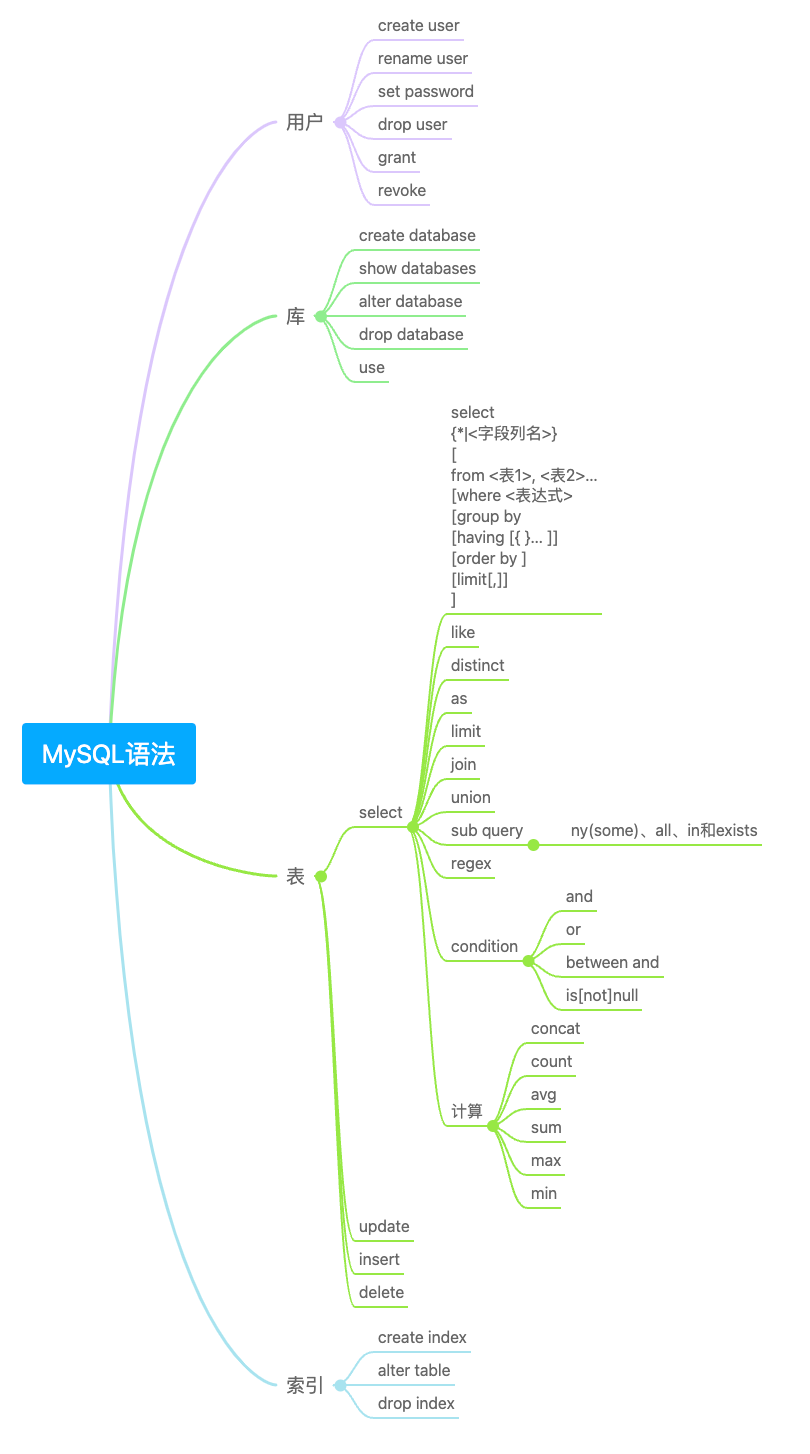 MySQL语法
用户
create user
rename user
set password
drop user
grant
revoke
库
create database
show databases
alter database
drop database
use
表
select
select
{*|<字段列名>}
[
from <表1>, <表2>...
[where <表达式>
[group by
[having [{ }... ]]
[order by ]
[limit[,]]
]
like
distinct
as
limit
join
union
sub query
ny(some)、all、in和exists
regex
condition
and
or
between and
is[not]null
计算
concat
count
avg
sum
max
min
update
insert
delete
索引
create index
alter table
drop index